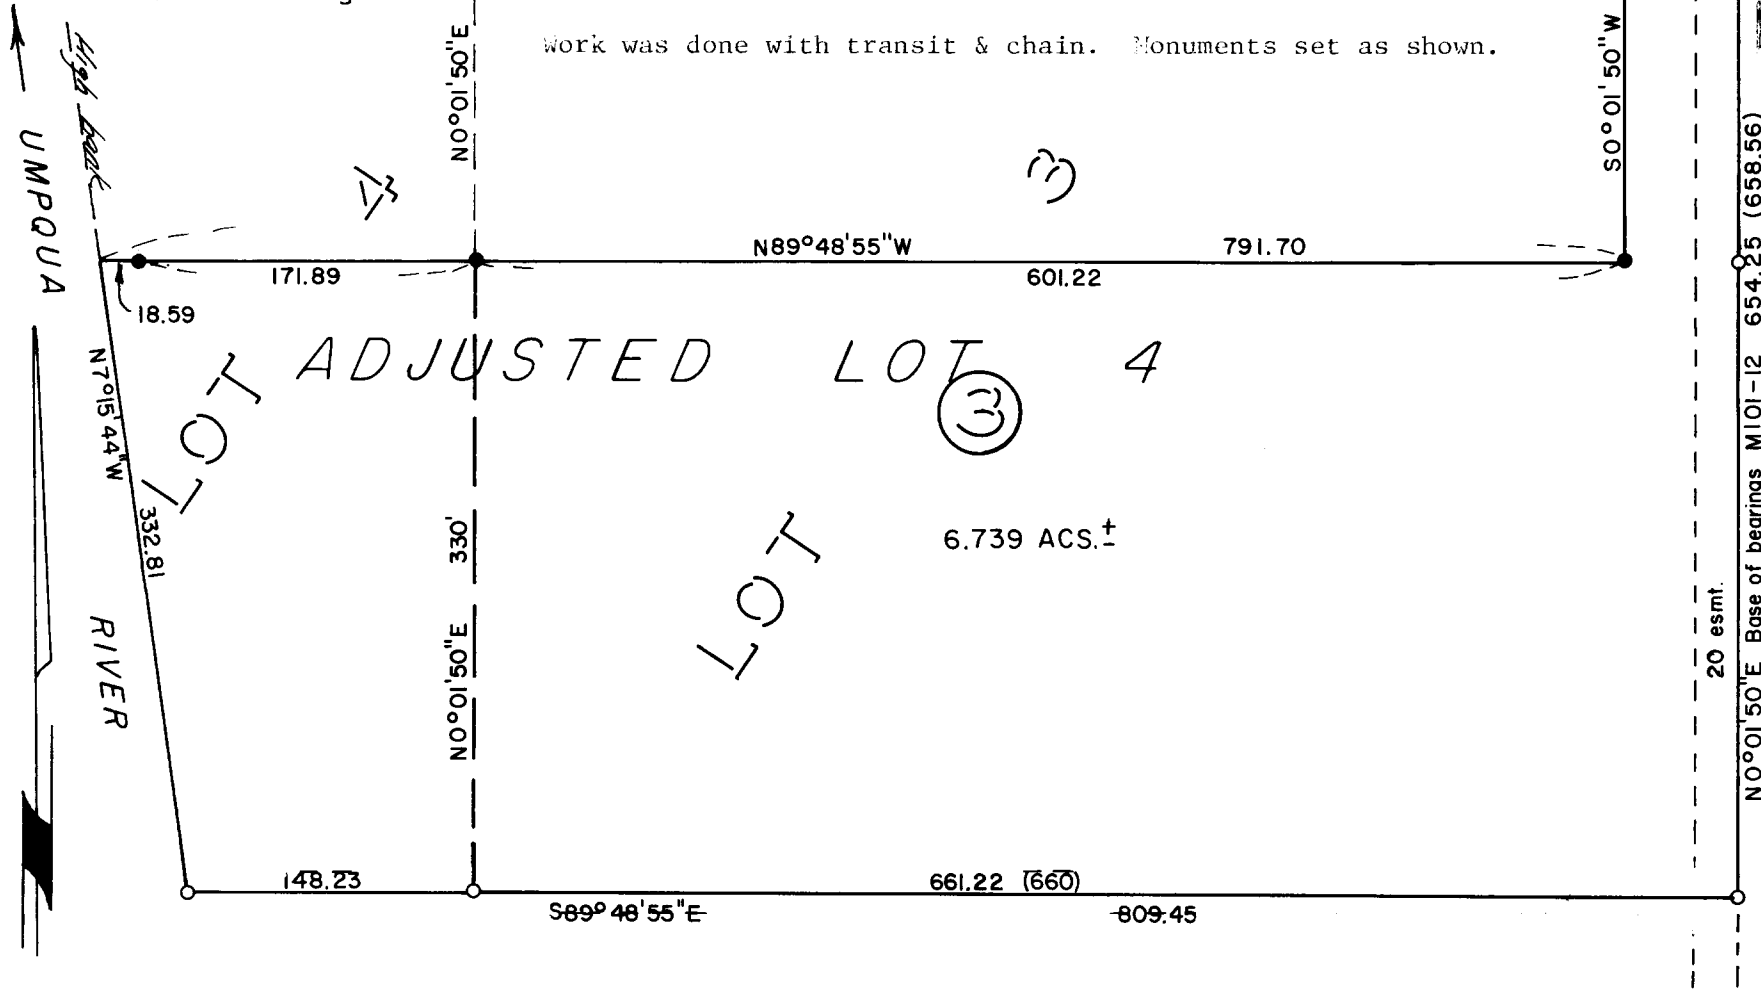 Work was done with transit & chain. Monuments set as shown.
High bank
UMPQUA
RIVER
N0°01'50"E
S0°01'50"W
4
3
N89°48'55"W
791.70
171.89
601.22
18.59
ADJUSTED LOT 4
3
LOT
LOT
N7°15'44"W
332.81
330'
N0°01'50"E
6.739 ACS.±
20' esmt.
N0°01'50"E Base of bearings M101-12 654.25 (658.56)
148.23
661.22 (660)
S89°48'55"E
809.45